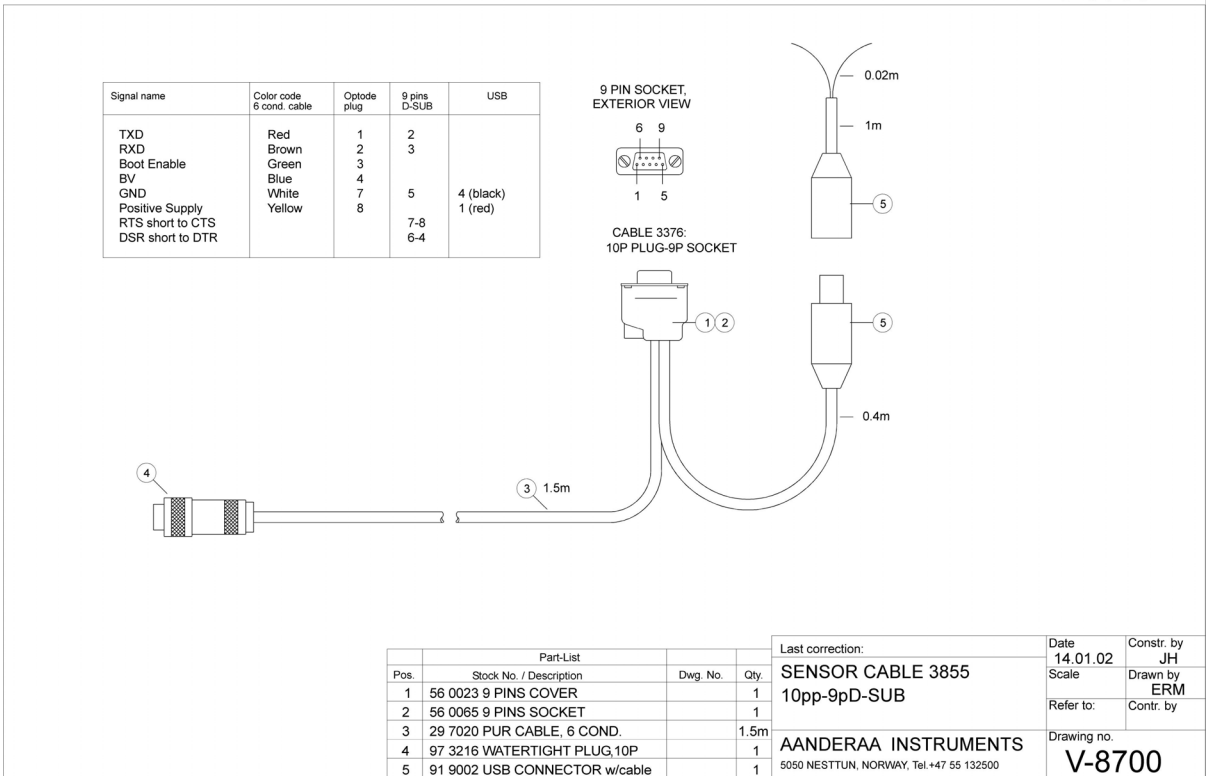 Signal name Color code 6 cond. cable Optode plug 9 pins D-SUB USB
TXD Red 1 2
RXD Brown 2 3
Boot Enable Green 3
BV Blue 4
GND White 7 5 4 (black)
Positive Supply Yellow 8 1 (red)
RTS short to CTS 7-8
DSR short to DTR 6-4
9 PIN SOCKET,
EXTERIOR VIEW
6 9
1 5
CABLE 3376:
10P PLUG-9P SOCKET
1 2
0.02m
1m
5
5
0.4m
4
3 1.5m
Part-List
Pos. Stock No. / Description Dwg. No. Qty.
1 56 0023 9 PINS COVER 1
2 56 0065 9 PINS SOCKET 1
3 29 7020 PUR CABLE, 6 COND. 1.5m
4 97 3216 WATERTIGHT PLUG,10P 1
5 91 9002 USB CONNECTOR w/cable 1
Last correction:
SENSOR CABLE 3855
10pp-9pD-SUB
AANDERAA INSTRUMENTS
5050 NESTTUN, NORWAY, Tel.+47 55 132500
Date
14.01.02
Constr. by
JH
Scale
Drawn by
ERM
Refer to:
Contr. by
Drawing no.
V-8700